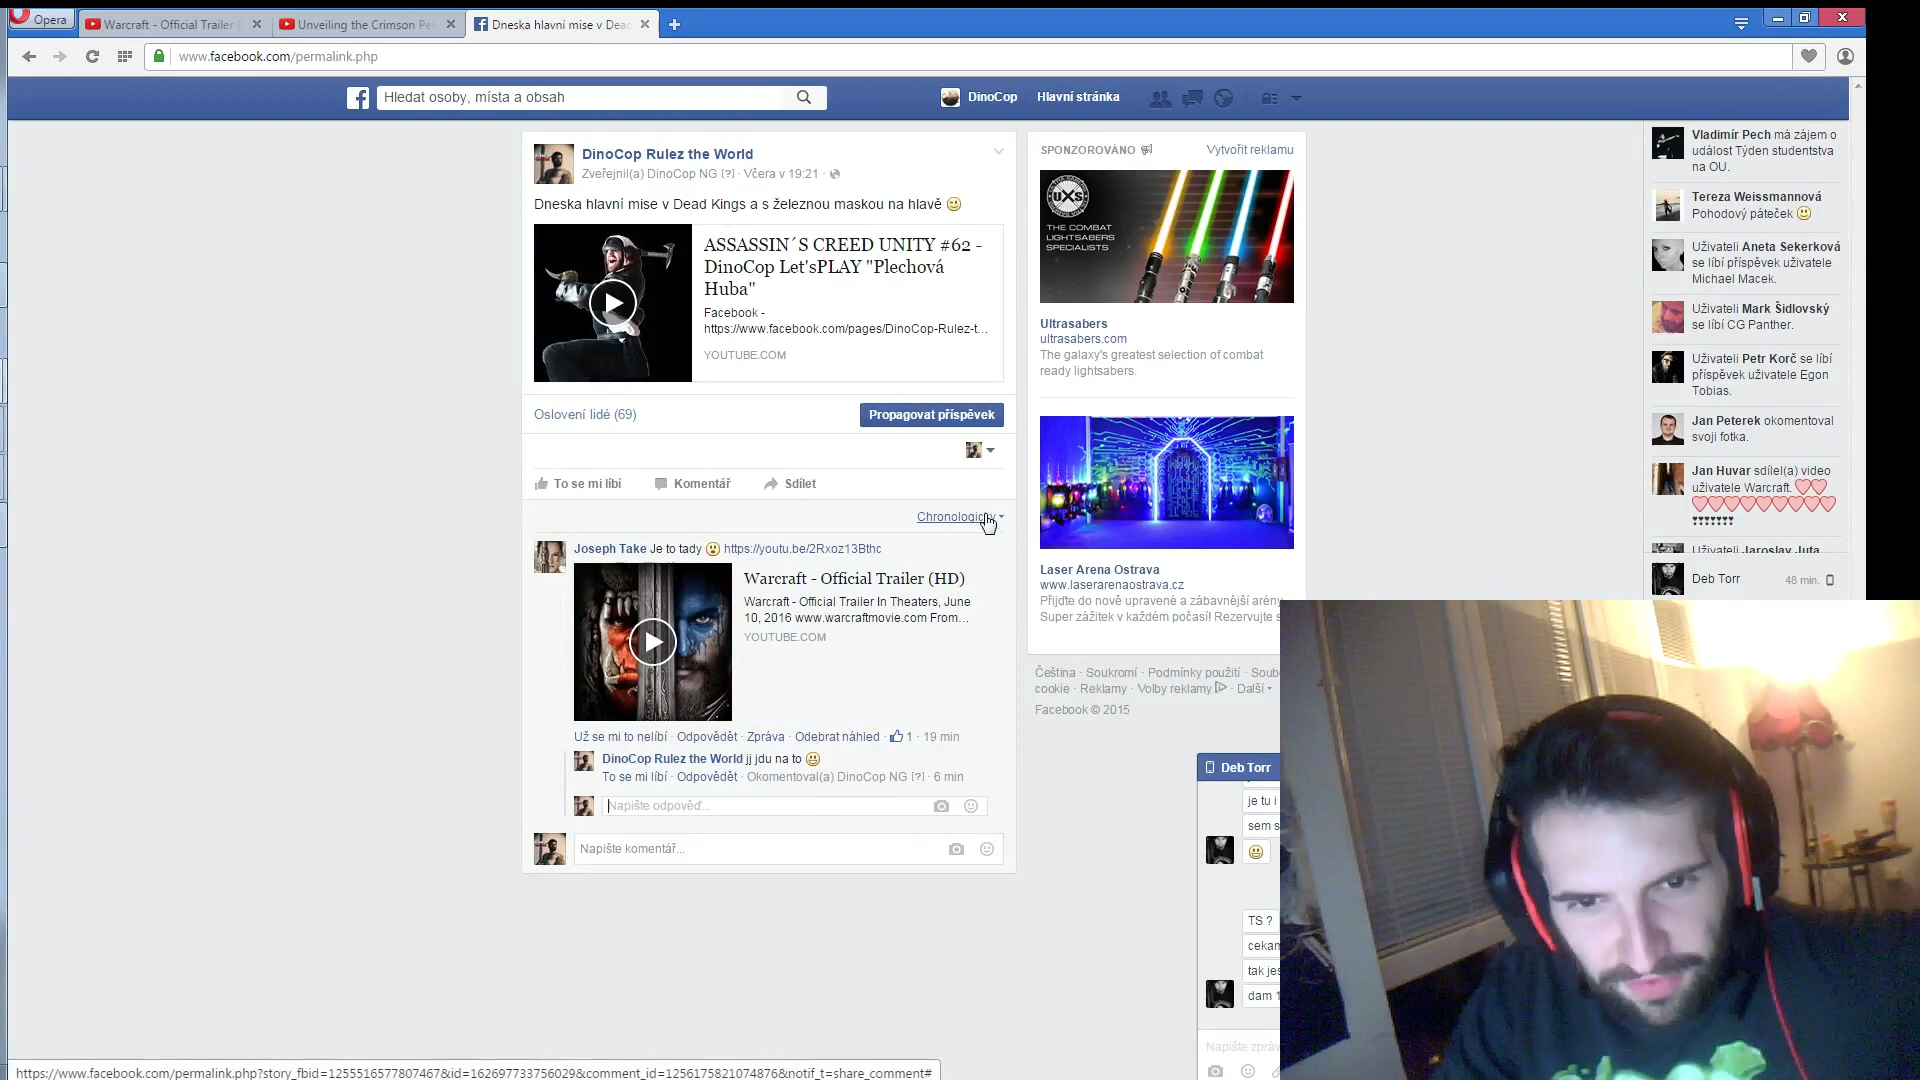 Opera
Warcraft - Official Trailer (
Unveiling the Crimson Pe
Dneska hlavní mise v Dead
www.facebook.com/permalink.php
Hledat osoby, místa a obsah
DinoCop
Hlavní stránka
DinoCop Rulez the World
Zveřejnil(a) DinoCop NG [?] · Včera v 19:21 ·
Dneska hlavní mise v Dead Kings a s železnou maskou na hlavě
ASSASSIN´S CREED UNITY #62 -
DinoCop Let'sPLAY "Plechová
Huba"
Facebook -
https://www.facebook.com/pages/DinoCop-Rulez-t...
YOUTUBE.COM
Oslovení lidé (69)
Propagovat příspěvek
To se mi líbí
Komentář
Sdílet
Chronologicky
Joseph Take Je to tady https://youtu.be/2Rxoz13Bthc
Warcraft - Official Trailer (HD)
Warcraft - Official Trailer In Theaters, June
10, 2016 www.warcraftmovie.com From...
YOUTUBE.COM
Už se mi to nelíbí · Odpovědět · Zpráva · Odebrat náhled · 1 · 19 min
DinoCop Rulez the World jj jdu na to
To se mi líbí · Odpovědět · Okomentoval(a) DinoCop NG [?] · 6 min
Napište odpověď...
Napište komentář...
SPONZOROVÁNO
Vytvořit reklamu
UXS
THE COMBAT
LIGHTSABERS
SPECIALISTS
Ultrasabers
ultrasabers.com
The galaxy's greatest selection of combat
ready lightsabers.
Laser Arena Ostrava
www.laserarenaostrava.cz
Přijďte do nově upravené a zábavnější arény
Super zážitek v každém počasí! Rezervujte s
Čeština · Soukromí · Podmínky použití · Soub
cookie · Reklamy · Volby reklamy · Další
Facebook © 2015
Vladimír Pech má zájem o
událost Týden studentstva
na OU.
Tereza Weissmannová
Pohodový páteček
Uživateli Aneta Sekerková
se líbí příspěvek uživatele
Michael Macek.
Uživateli Mark Šidlovský
se líbí CG Panther.
Uživateli Petr Korč se líbí
příspěvek uživatele Egon
Tobias.
Jan Peterek okomentoval
svoji fotka.
Jan Huvar sdílel(a) video
uživatele Warcraft.
Uživateli Jaroslav Juta
Deb Torr
48 min.
Deb Torr
je tu i
sem s
TS ?
cekam
tak jes
dam 1
Napište zprá
https://www.facebook.com/permalink.php?story_fbid=1255516577807467&id=162697733756029&comment_id=1256175821074876&notif_t=share_comment#